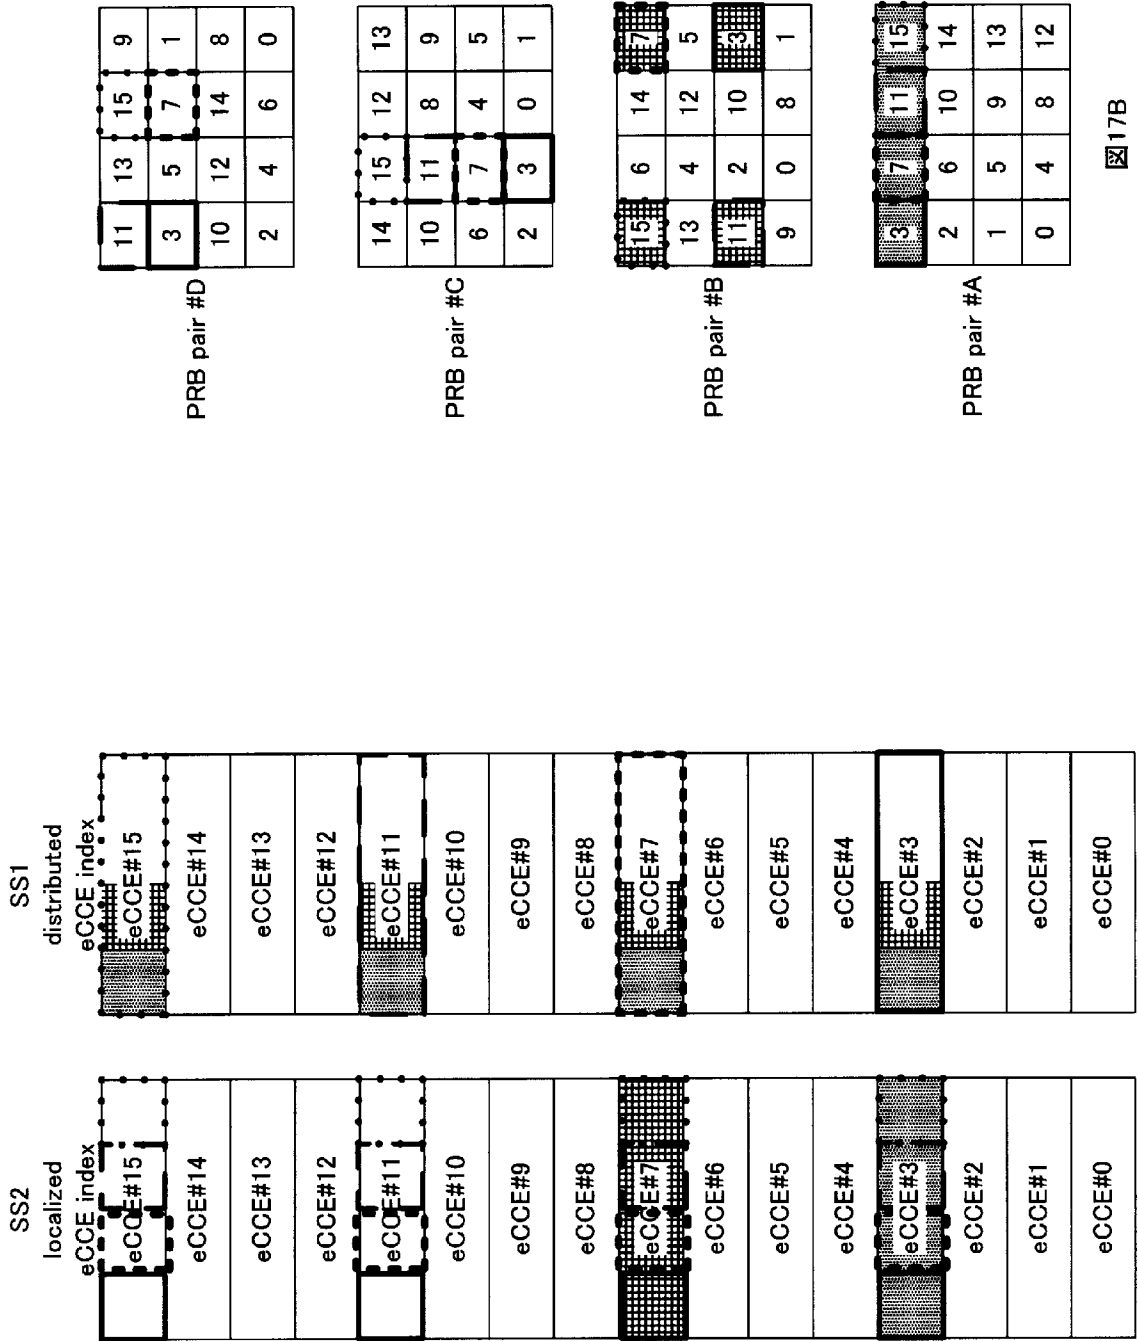 SS2
localized
eCCE index
eCCE#15
eCCE#14
eCCE#13
eCCE#12
eCCE#11
eCCE#10
eCCE#9
eCCE#8
eCCE#7
eCCE#6
eCCE#5
eCCE#4
eCCE#3
eCCE#2
eCCE#1
eCCE#0
SS1
distributed
eCCE index
eCCE#15
eCCE#14
eCCE#13
eCCE#12
eCCE#11
eCCE#10
eCCE#9
eCCE#8
eCCE#7
eCCE#6
eCCE#5
eCCE#4
eCCE#3
eCCE#2
eCCE#1
eCCE#0
PRB pair #D
11 13 15 9
3 5 7 1
10 12 14 8
2 4 6 0
PRB pair #C
14 15 12 13
10 11 8 9
6 7 4 5
2 3 0 1
PRB pair #B
15 6 14 7
13 4 12 5
11 2 10 3
9 0 8 1
PRB pair #A
3 7 11 15
2 6 10 14
1 5 9 13
0 4 8 12
図17B